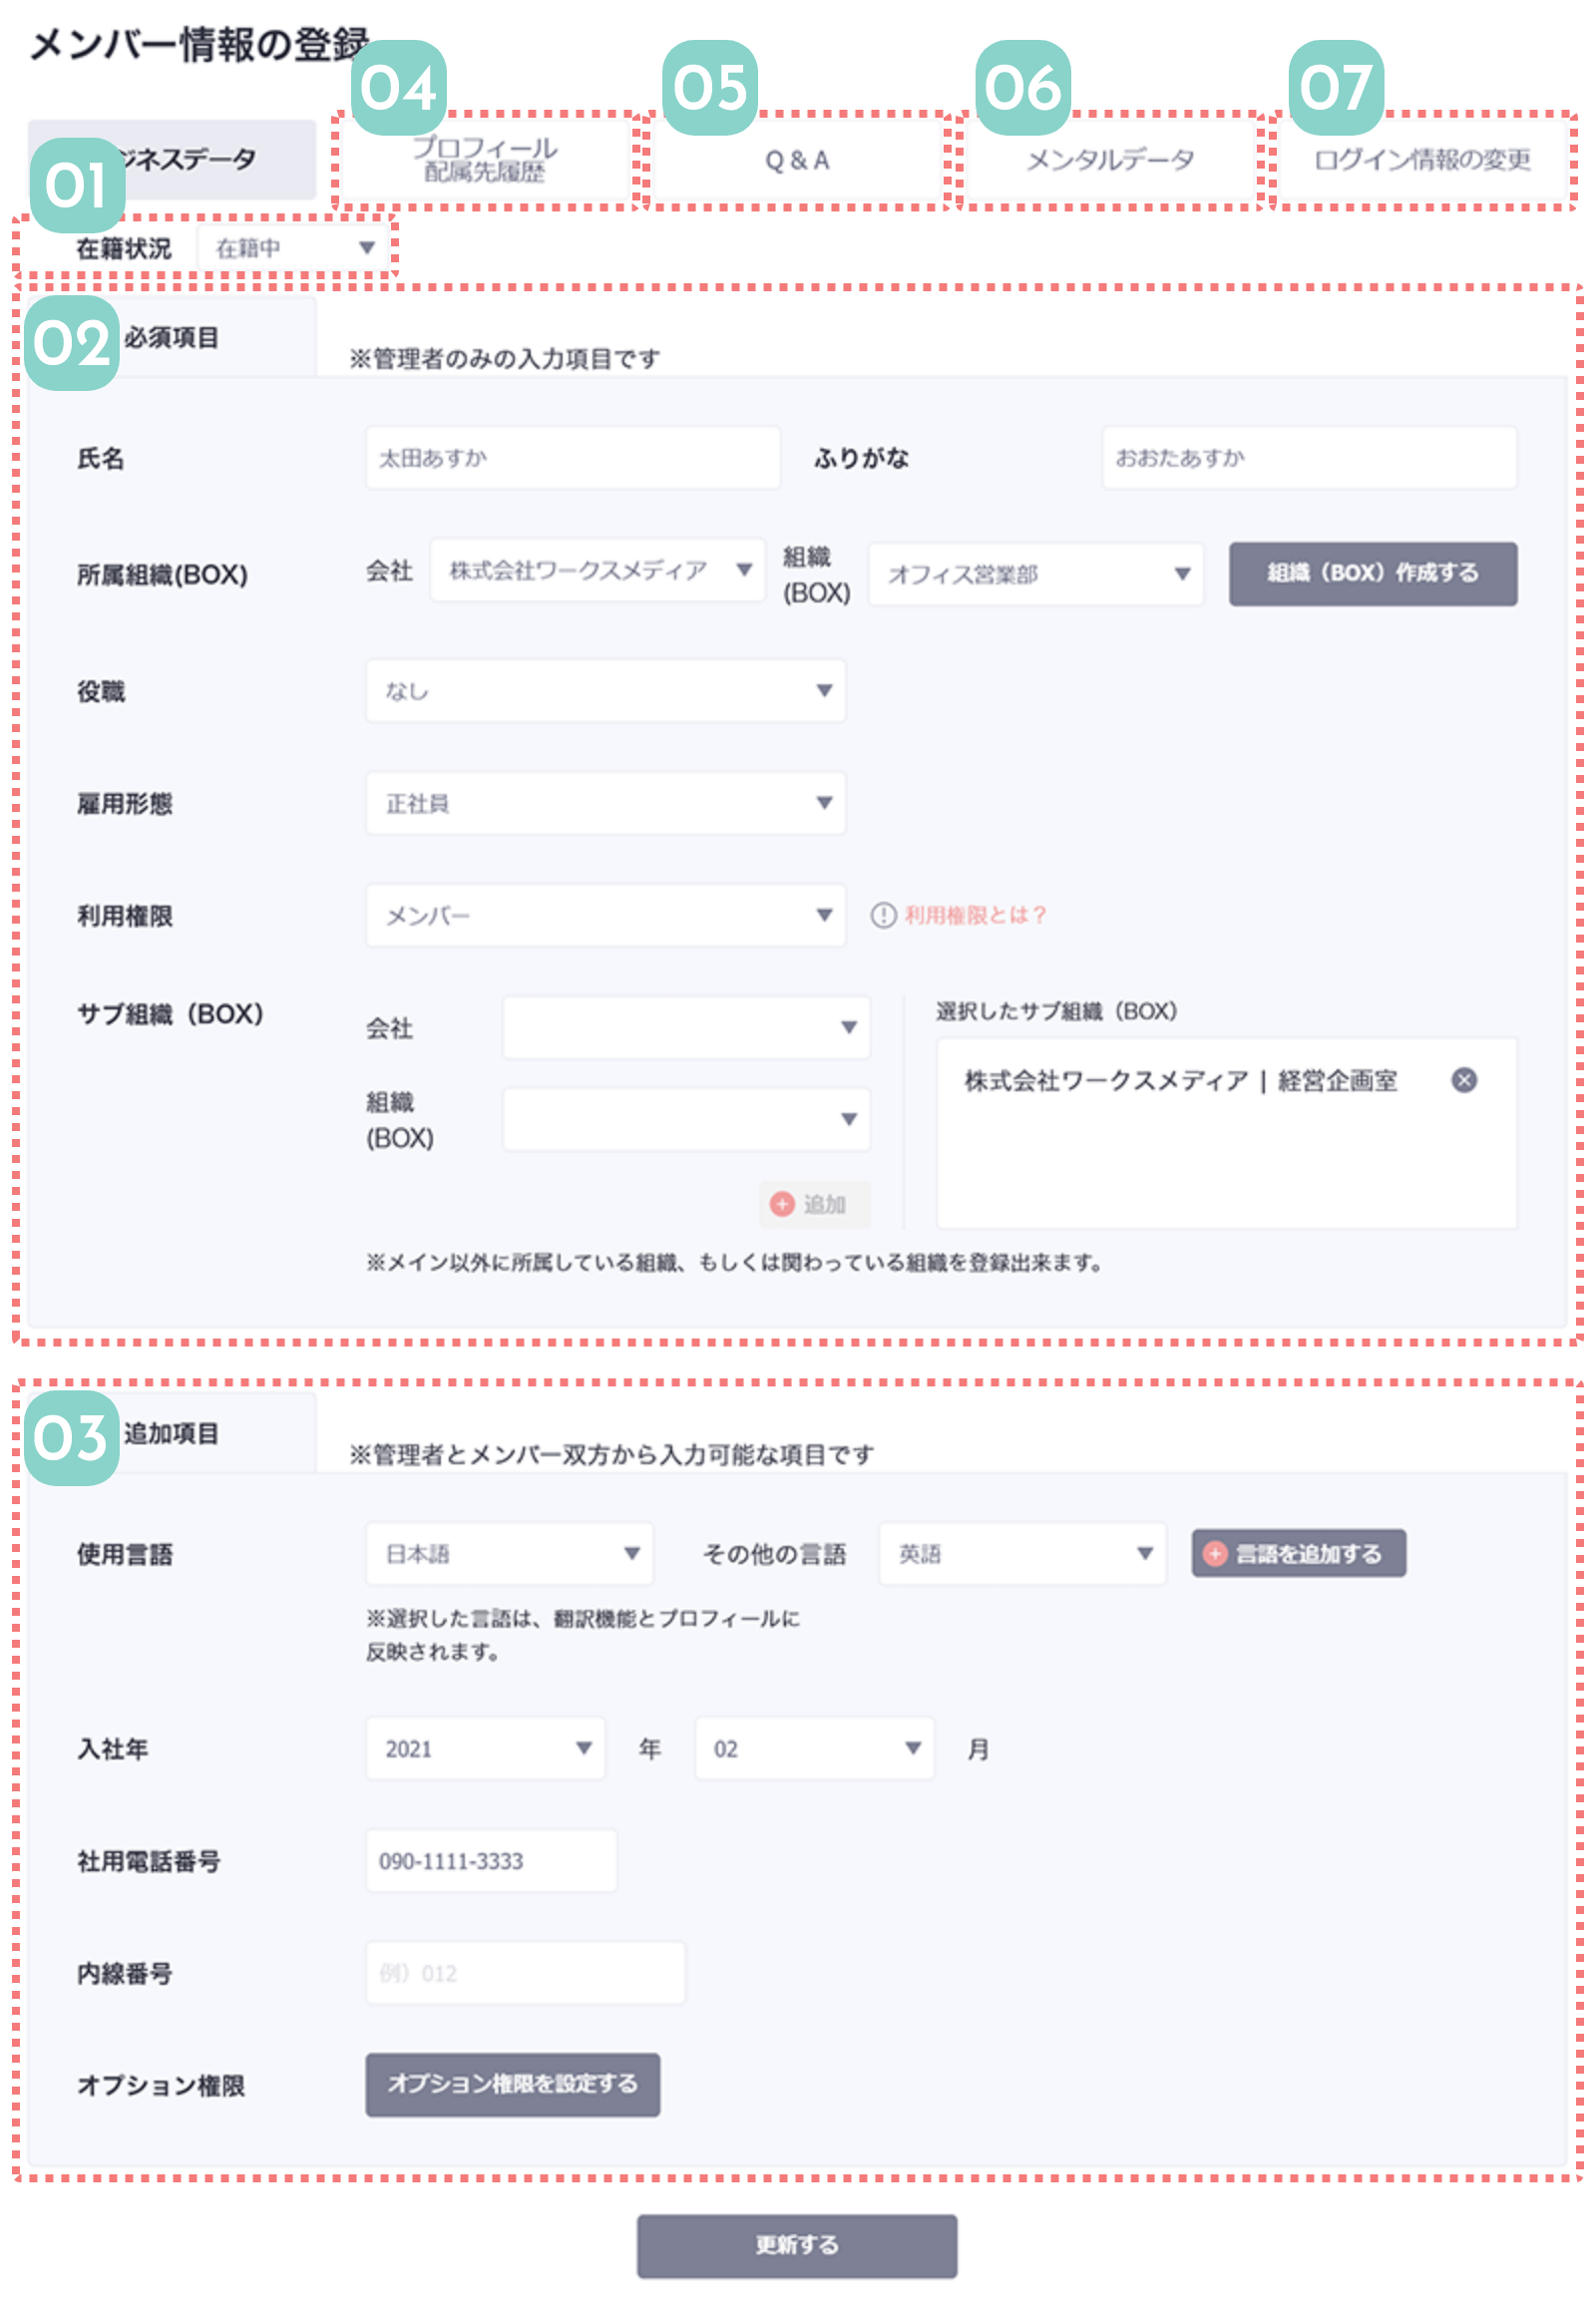 メンバー情報の登録
04
05
06
07
01
ジネスデータ
プロフィール
配属先履歴
Q & A
メンタルデータ
ログイン情報の変更
在籍状況
在籍中
02
必須項目
※管理者のみの入力項目です
氏名
太田あすか
ふりがな
おおたあすか
所属組織(BOX)
会社
株式会社ワークスメディア
組織
(BOX)
オフィス営業部
組織（BOX）作成する
役職
なし
雇用形態
正社員
利用権限
メンバー
利用権限とは？
サブ組織（BOX）
会社
組織
(BOX)
追加
選択したサブ組織（BOX）
株式会社ワークスメディア | 経営企画室
※メイン以外に所属している組織、もしくは関わっている組織を登録出来ます。
03
追加項目
※管理者とメンバー双方から入力可能な項目です
使用言語
日本語
その他の言語
英語
言語を追加する
※選択した言語は、翻訳機能とプロフィールに
反映されます。
入社年
2021
年
02
月
社用電話番号
090-1111-3333
内線番号
例）012
オプション権限
オプション権限を設定する
更新する